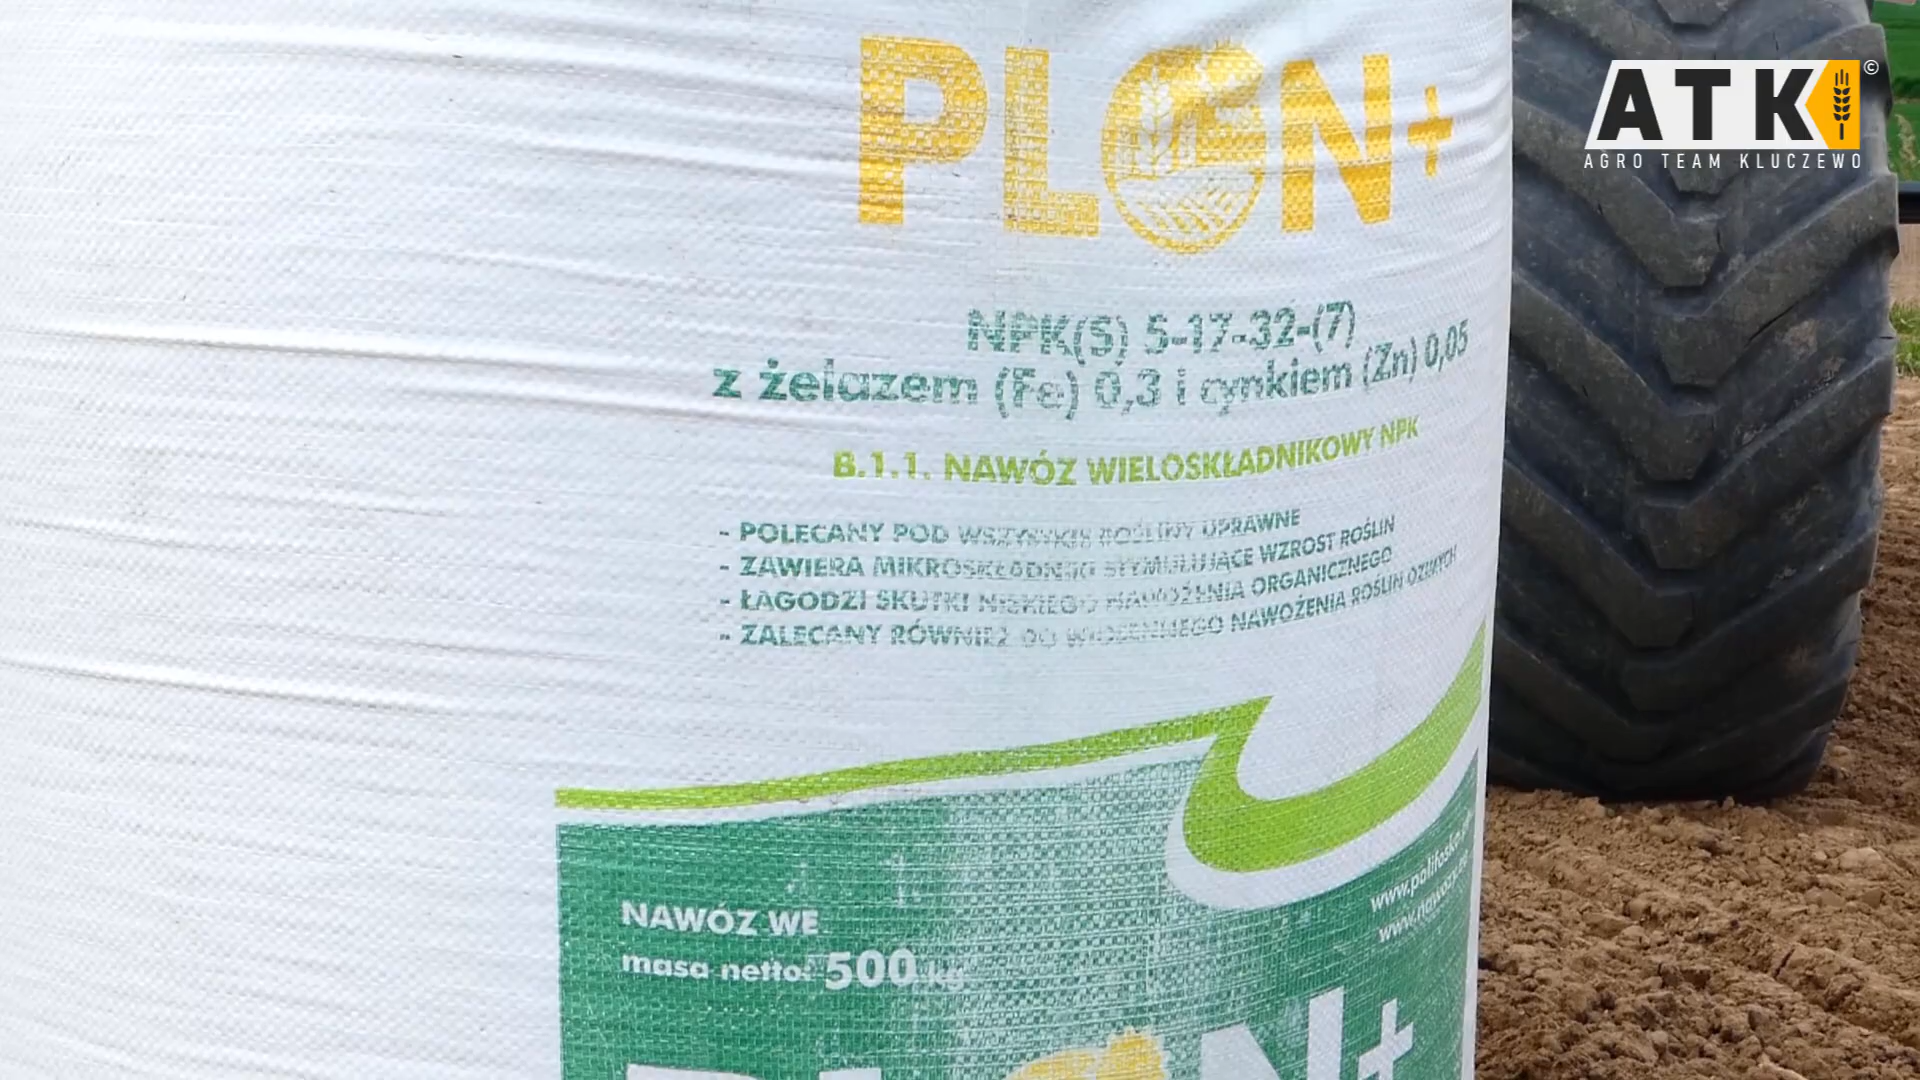 PLON+
ATK ©
AGRO TEAM KLUCZEWO
NPK(S) 5-17-32-(7)
z żelazem (Fe) 0,3 i cynkiem (Zn) 0,05
B.1.1. NAWÓZ WIELOSKŁADNIKOWY NPK
- POLECANY POD WSZYSTKIE ROŚLINY UPRAWNE
- ZAWIERA MIKROSKŁADNIKI STYMULUJĄCE WZROST ROŚLIN
- ŁAGODZI SKUTKI NISKIEGO NAWOŻENIA ORGANICZNEGO
- ZALECANY RÓWNIEŻ DO WIOSENNEGO NAWOŻENIA ROŚLIN OZIMYCH
NAWÓZ WE
masa netto: 500 kg